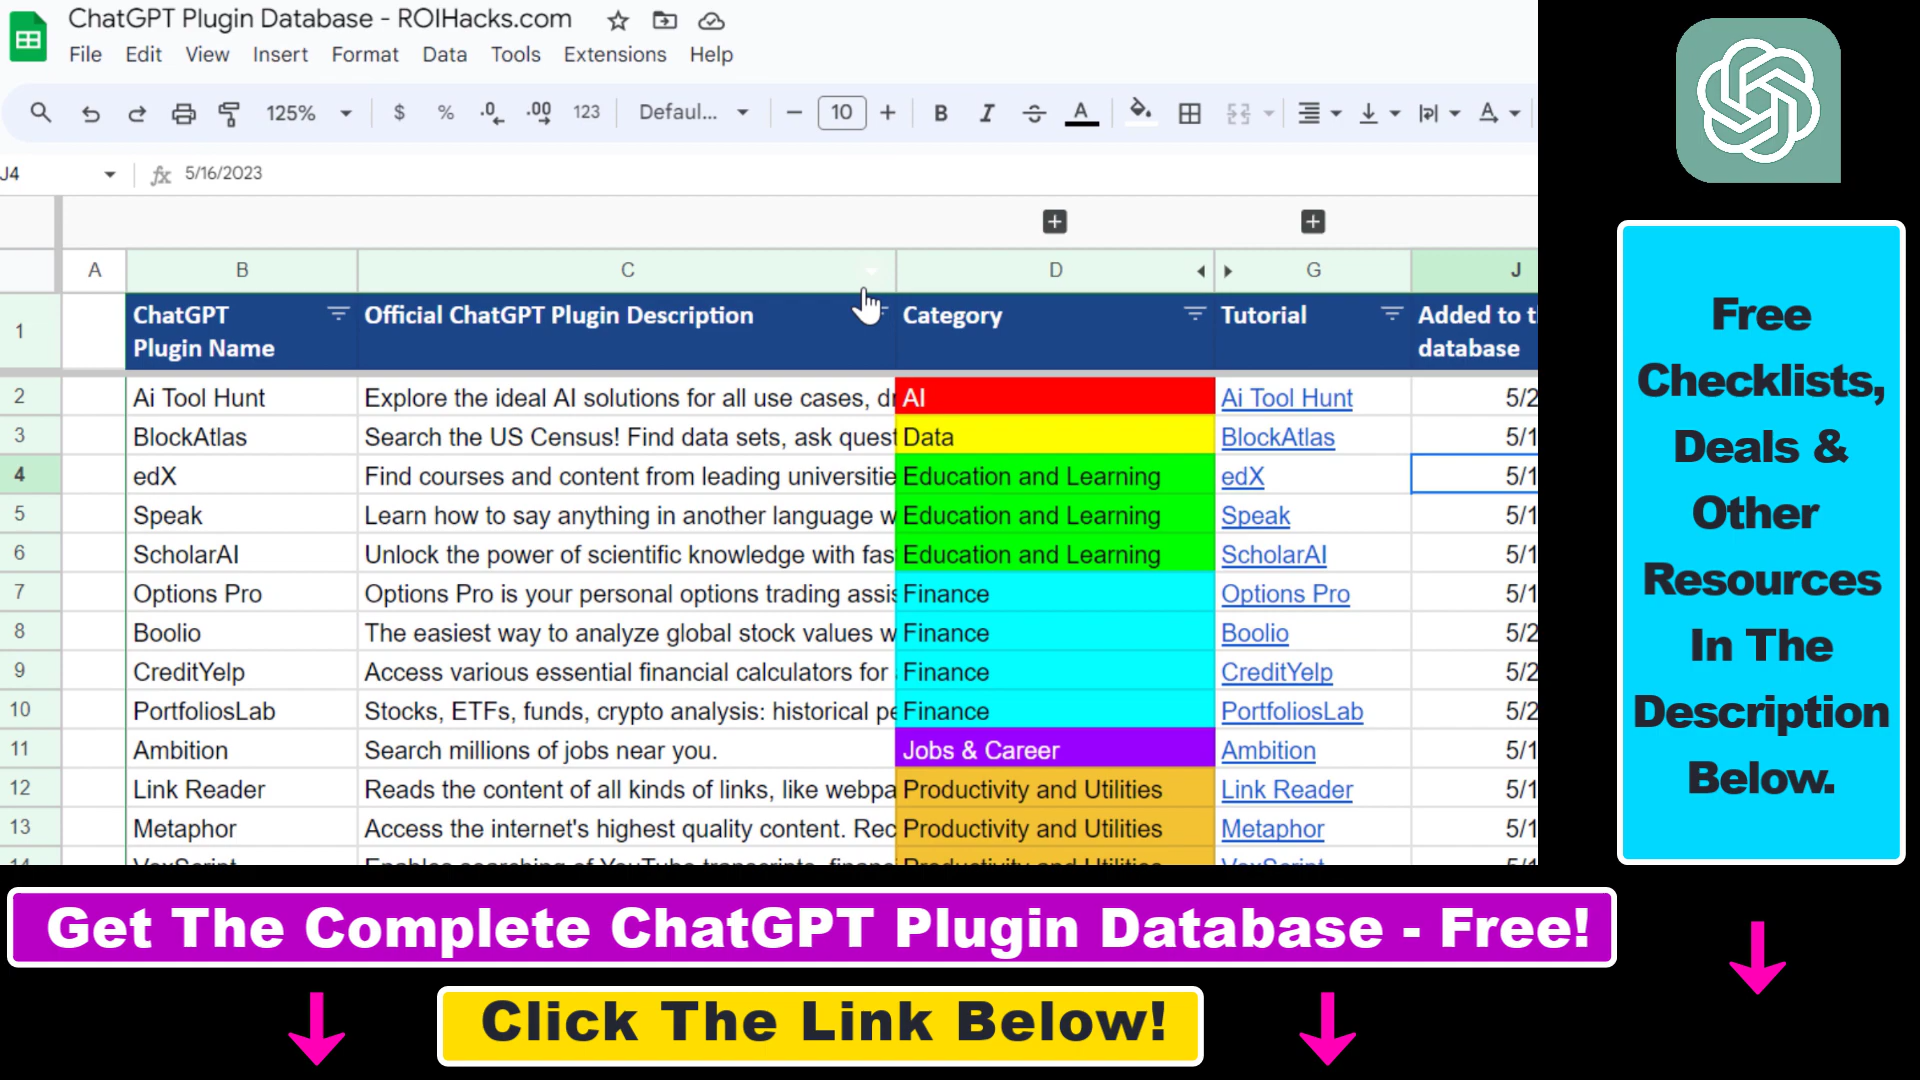 ChatGPT Plugin Database - ROIHacks.com
File Edit View Insert Format Data Tools Extensions Help
125% $ % .0 .00 123 Defaul... − 10 + B I A A
J4 fx 5/16/2023
A B C D G J
1 ChatGPT Plugin Name Official ChatGPT Plugin Description Category Tutorial Added to t database
2 Ai Tool Hunt Explore the ideal AI solutions for all use cases, AI Ai Tool Hunt 5/2
3 BlockAtlas Search the US Census! Find data sets, ask quest Data BlockAtlas 5/1
4 edX Find courses and content from leading universitie Education and Learning edX 5/1
5 Speak Learn how to say anything in another language w Education and Learning Speak 5/1
6 ScholarAI Unlock the power of scientific knowledge with fas Education and Learning ScholarAI 5/1
7 Options Pro Options Pro is your personal options trading assis Finance Options Pro 5/1
8 Boolio The easiest way to analyze global stock values w Finance Boolio 5/2
9 CreditYelp Access various essential financial calculators for Finance CreditYelp 5/2
10 PortfoliosLab Stocks, ETFs, funds, crypto analysis: historical pe Finance PortfoliosLab 5/2
11 Ambition Search millions of jobs near you. Jobs & Career Ambition 5/1
12 Link Reader Reads the content of all kinds of links, like webpa Productivity and Utilities Link Reader 5/1
13 Metaphor Access the internet's highest quality content. Rec Productivity and Utilities Metaphor 5/1
Free
Checklists,
Deals &
Other
Resources
In The
Description
Below.
Get The Complete ChatGPT Plugin Database - Free!
Click The Link Below!